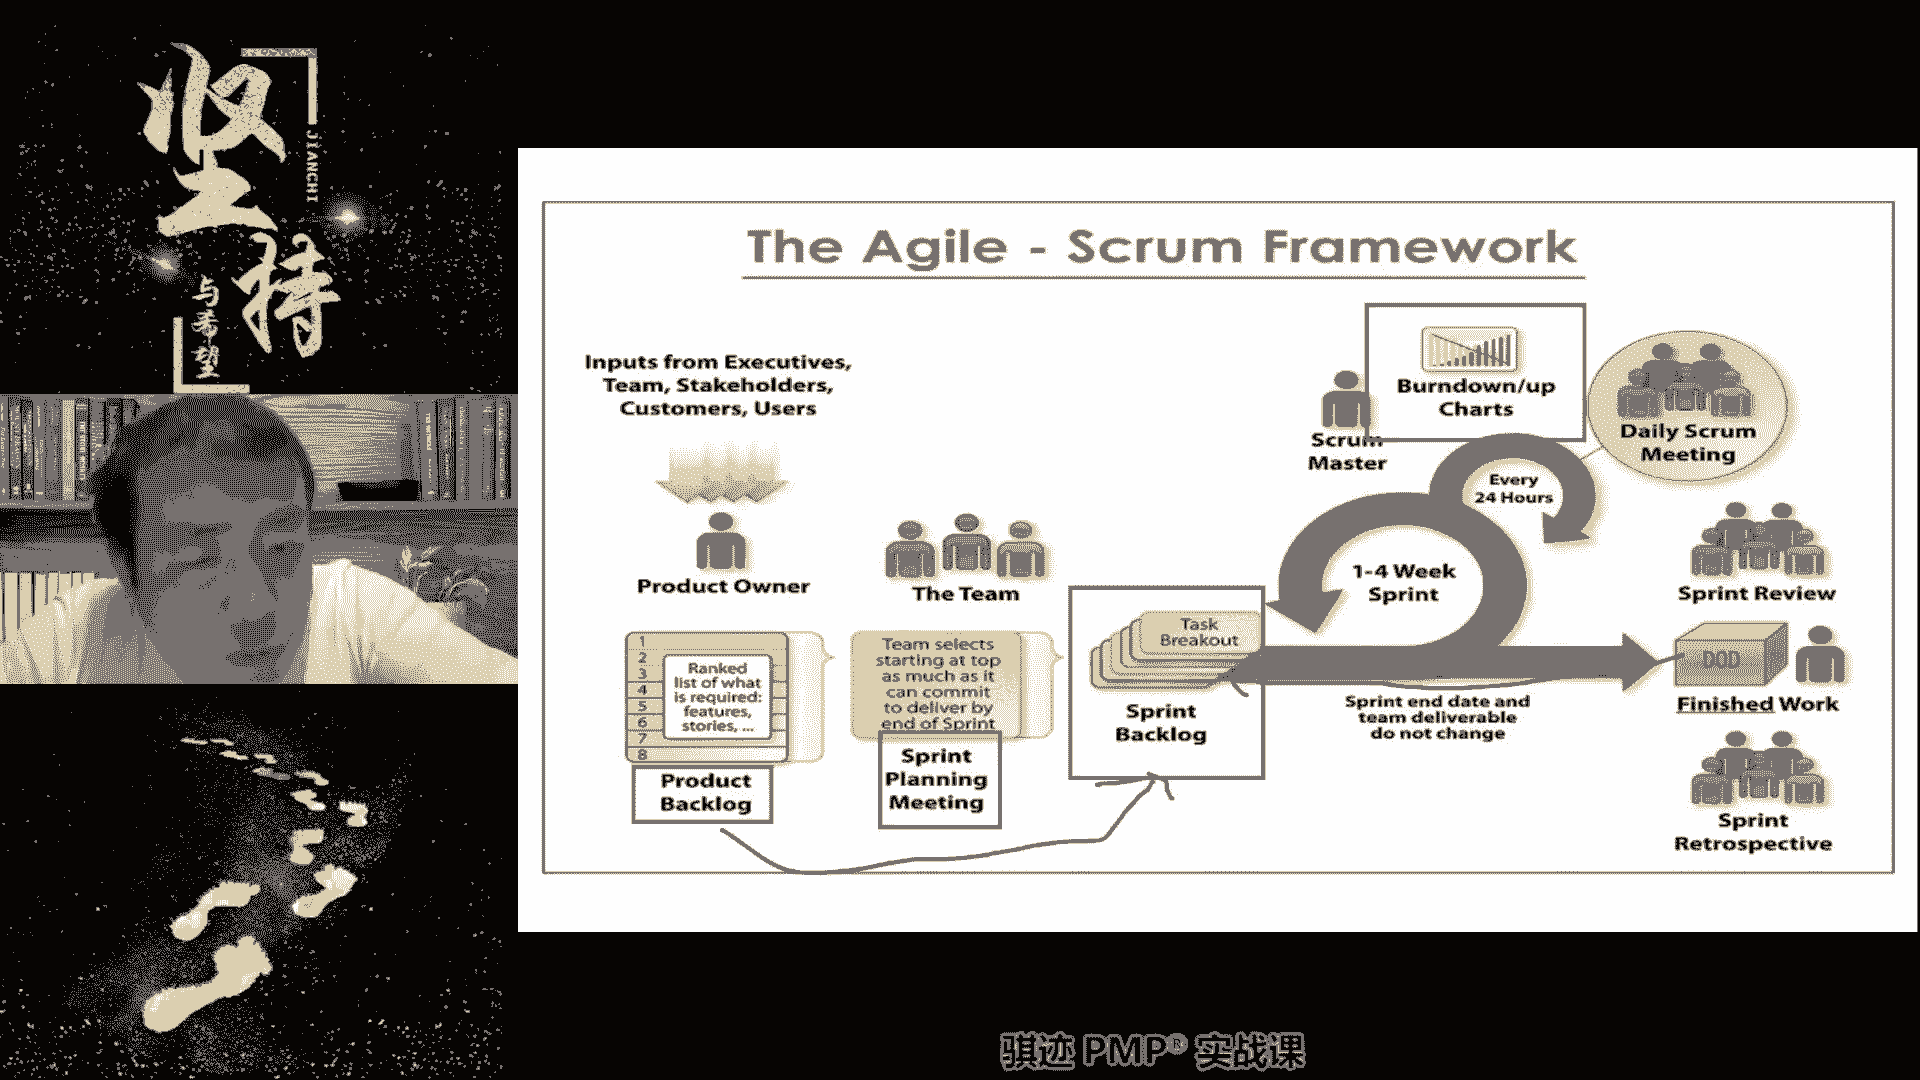 坚持
JIANCHI
与希望
The Agile - Scrum Framework
Inputs from Executives,
Team, Stakeholders,
Customers, Users
Product Owner
The Team
1
2
3
4
5
6
7
8
Ranked
list of what
is required:
features,
stories, ...
Product
Backlog
Team selects
starting at top
as much as it
can commit
to deliver by
end of Sprint
Sprint
Planning
Meeting
Task
Breakout
Sprint
Backlog
Scrum
Master
Burndown/up
Charts
Every
24 Hours
1-4 Week
Sprint
Sprint end date and
team deliverable
do not change
Daily Scrum
Meeting
Sprint Review
DOD
Finished Work
Sprint
Retrospective
骐迹 PMP® 实战课